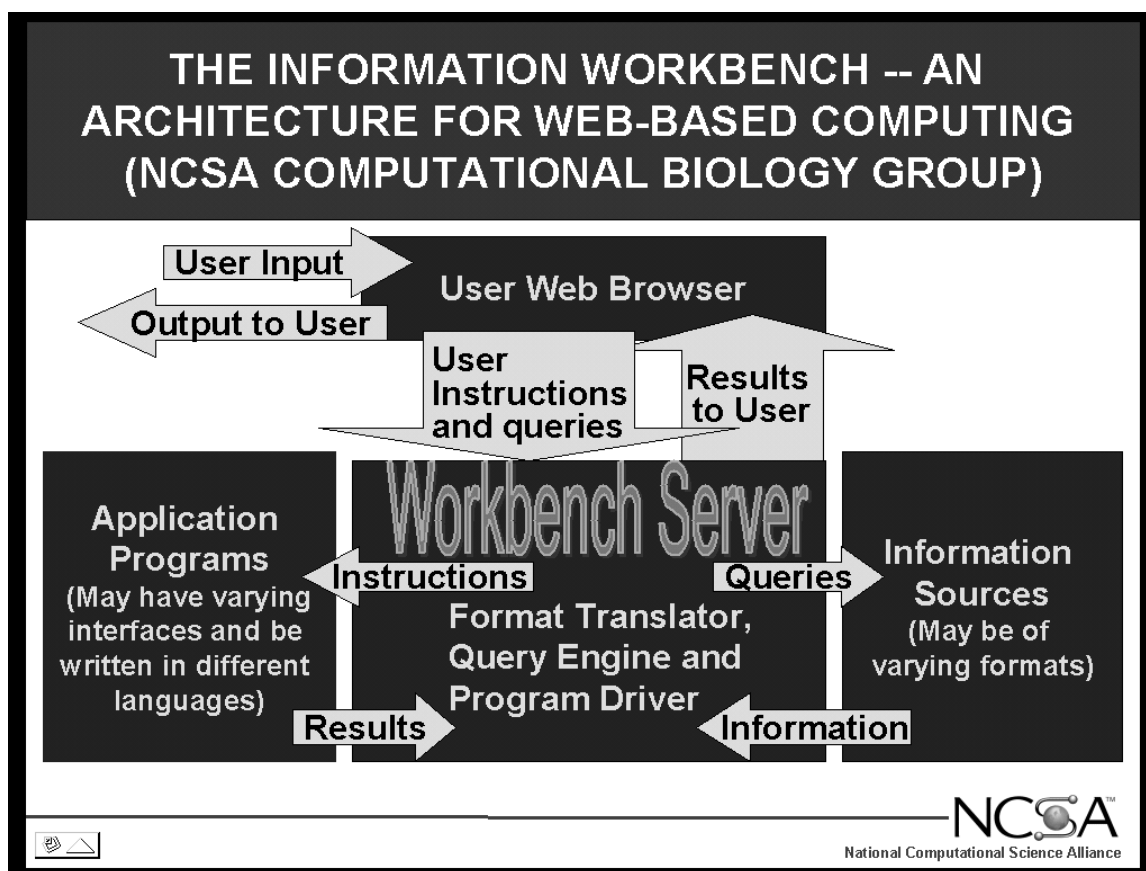 THE INFORMATION WORKBENCH -- AN
ARCHITECTURE FOR WEB-BASED COMPUTING
(NCSA COMPUTATIONAL BIOLOGY GROUP)
User Input
User Web Browser
Output to User
User
Instructions
and queries
Results
to User
Workbench Server
Application
Programs
(May have varying
interfaces and be
written in different
languages)
Instructions
Queries
Format Translator,
Query Engine and
Program Driver
Information
Sources
(May be of
varying formats)
Results
Information
NCSA™
National Computational Science Alliance